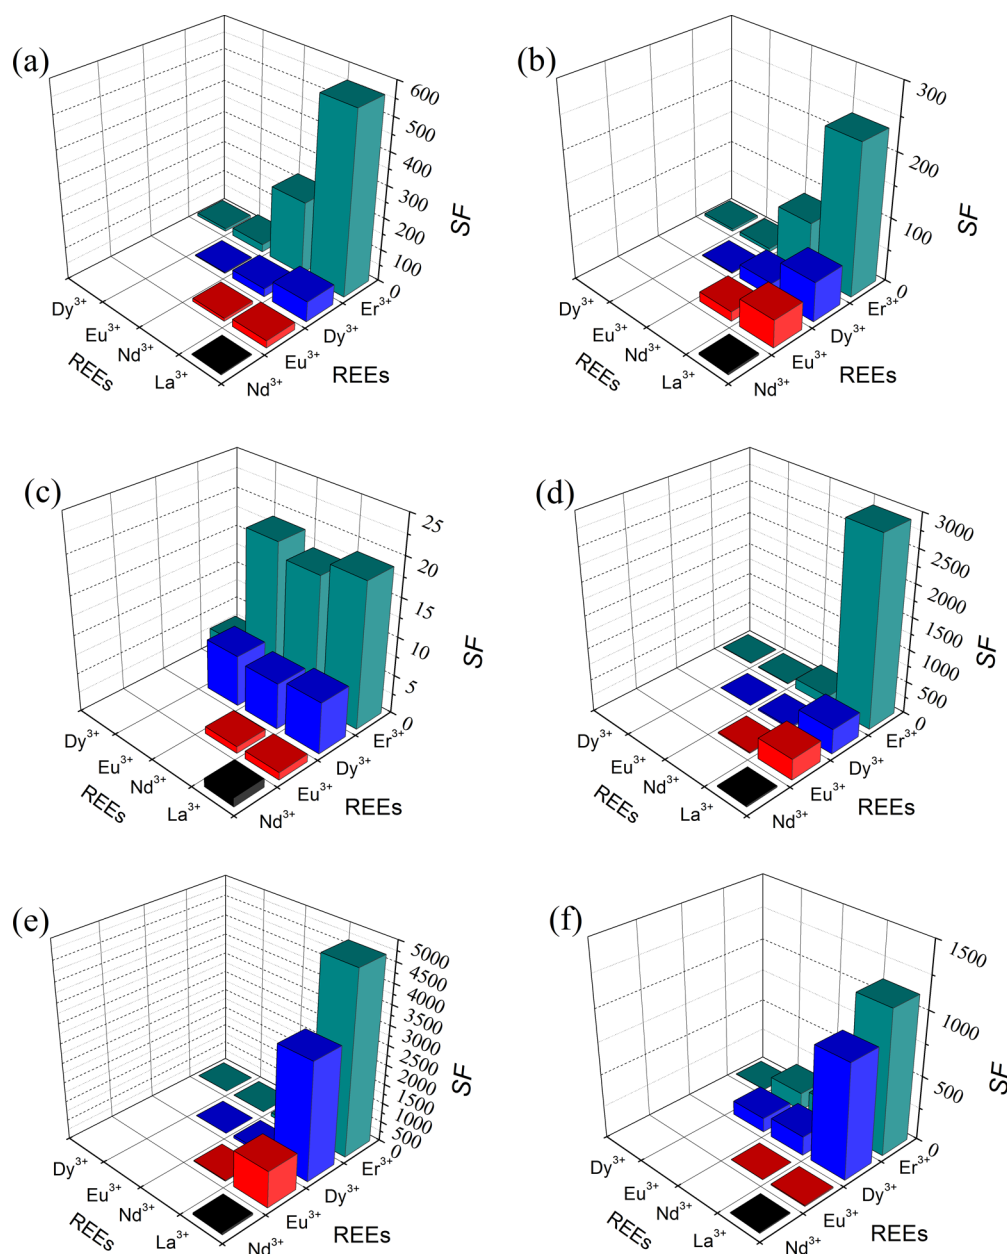 (a)
600
500
400
300
200
100
0
SF
Dy³⁺
Eu³⁺
Nd³⁺
La³⁺
REEs
Nd³⁺
Eu³⁺
Dy³⁺
Er³⁺
REEs
(b)
300
200
100
0
SF
Dy³⁺
Eu³⁺
Nd³⁺
La³⁺
REEs
Nd³⁺
Eu³⁺
Dy³⁺
Er³⁺
REEs
(c)
25
20
15
10
5
0
SF
Dy³⁺
Eu³⁺
Nd³⁺
La³⁺
REEs
Nd³⁺
Eu³⁺
Dy³⁺
Er³⁺
REEs
(d)
3000
2500
2000
1500
1000
500
0
SF
Dy³⁺
Eu³⁺
Nd³⁺
La³⁺
REEs
Nd³⁺
Eu³⁺
Dy³⁺
Er³⁺
REEs
(e)
5000
4500
4000
3500
3000
2500
2000
1500
1000
500
0
SF
Dy³⁺
Eu³⁺
Nd³⁺
La³⁺
REEs
Nd³⁺
Eu³⁺
Dy³⁺
Er³⁺
REEs
(f)
1500
1000
500
0
SF
Dy³⁺
Eu³⁺
Nd³⁺
La³⁺
REEs
Nd³⁺
Eu³⁺
Dy³⁺
Er³⁺
REEs